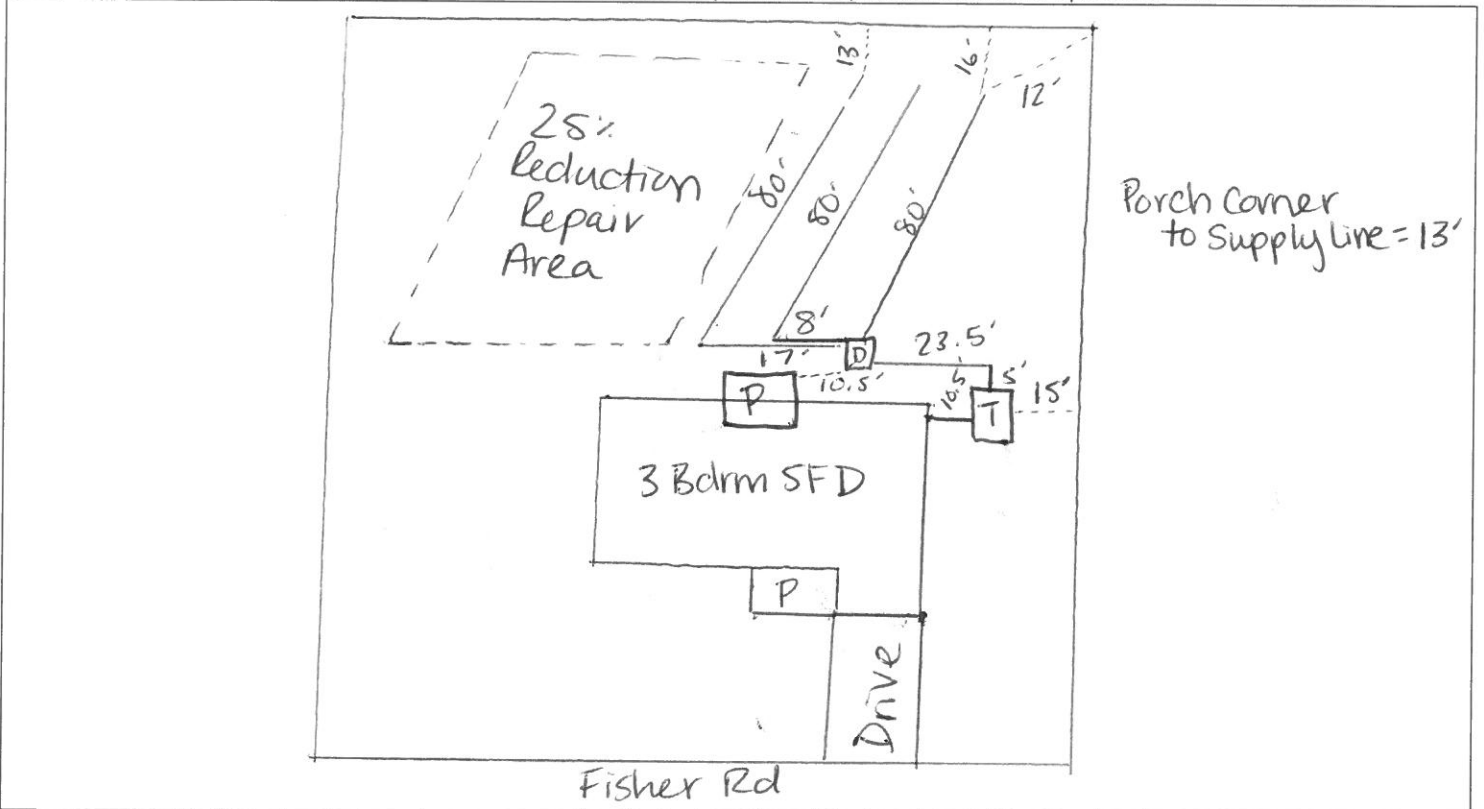 13'
16'
12'
25%
Reduction
Repair
Area
80'
80'
80'
Porch Corner
to Supply Line = 13'
8'
17'
D
23.5'
10.5'
10.5'
5'
15'
P
T
3 Bdrm SFD
P
Drive
Fisher Rd